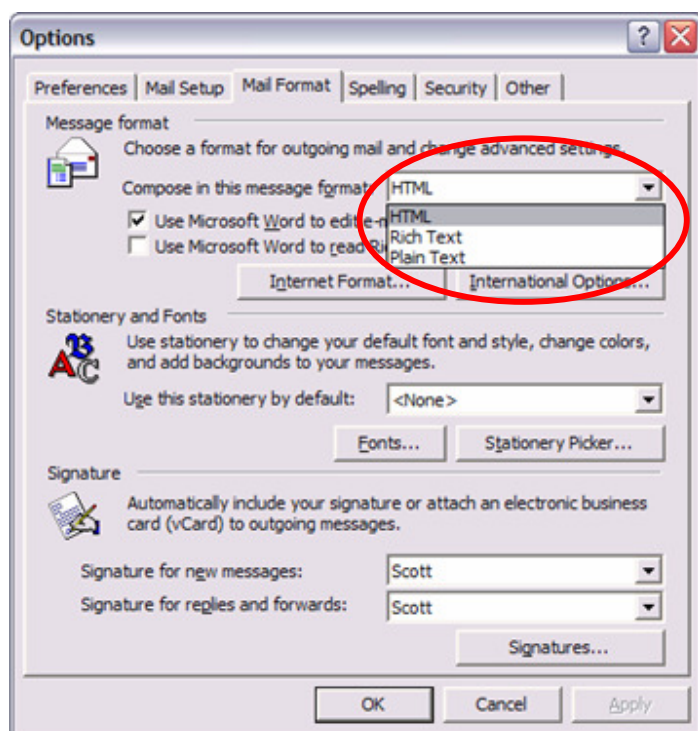 Options
Preferences Mail Setup Mail Format Spelling Security Other
Message format
Choose a format for outgoing mail and change advanced settings.
Compose in this message format: HTML
HTML
Use Microsoft Word to edit e-m
Rich Text
Use Microsoft Word to read Ri
Plain Text
Internet Format... International Options...
Stationery and Fonts
Use stationery to change your default font and style, change colors,
and add backgrounds to your messages.
Use this stationery by default: <None>
Fonts... Stationery Picker...
Signature
Automatically include your signature or attach an electronic business
card (vCard) to outgoing messages.
Signature for new messages: Scott
Signature for replies and forwards: Scott
Signatures...
OK Cancel Apply